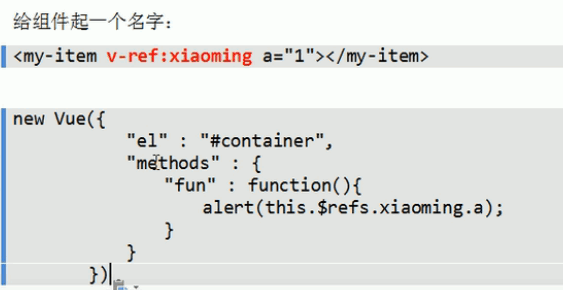 给组件起一个名字：
<my-item v-ref:xiaoming a="1"></my-item>
new Vue({
"el" : "#container",
"methods" : {
"fun" : function(){
alert(this.$refs.xiaoming.a);
}
}
})